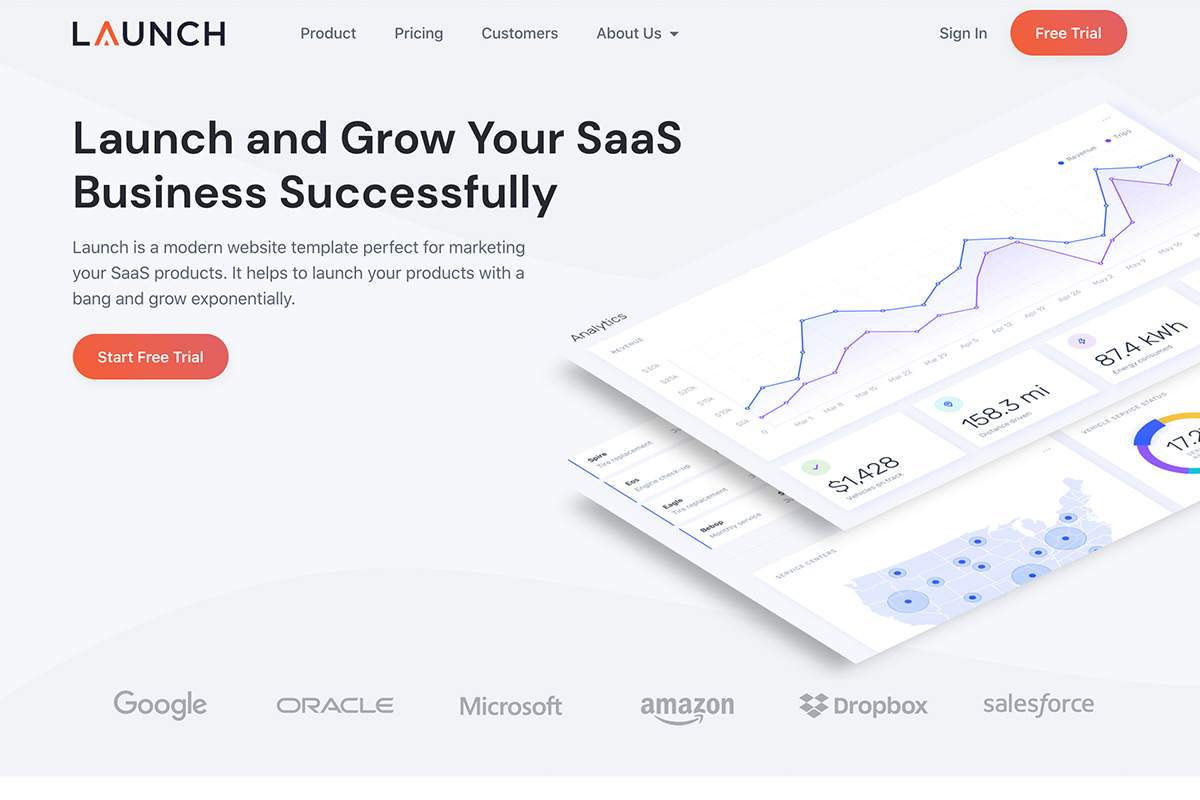 LAUNCH
Product
Pricing
Customers
About Us
Sign In
Free Trial
Launch and Grow Your SaaS
Business Successfully
Launch is a modern website template perfect for marketing
your SaaS products. It helps to launch your products with a
bang and grow exponentially.
Start Free Trial
Analytics
REVENUE
Revenue
Trips
$30k
$25k
$20k
$15k
$10k
$5k
0
Mar 1
Mar 8
Mar 15
Mar 22
Mar 29
Apr 5
Apr 12
Apr 19
Apr 26
May 2
May 9
May 16
$1,428
Vehicles on track
158.3 mi
Distance driven
87.4 kWh
Energy consumed
Spire
Tire replacement
Eos
Engine check-up
Eagle
Tire replacement
Bebop
Monthly service
VEHICLE SERVICE STATUS
SERVICE CENTERS
Google
ORACLE
Microsoft
amazon
Dropbox
salesforce